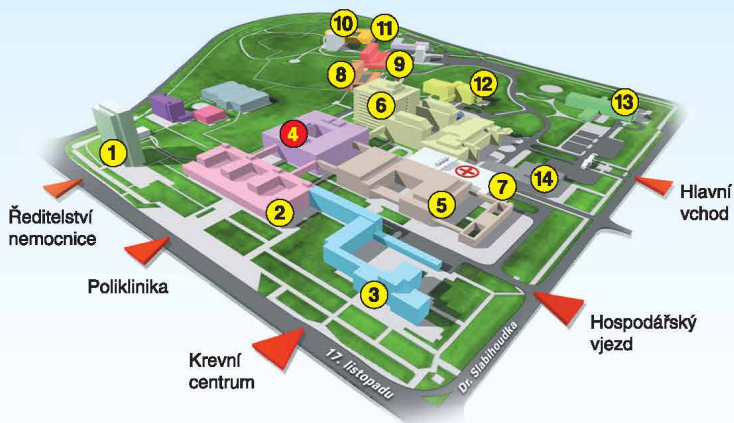 10
11
8
9
12
6
13
4
1
14
7
5
2
3
Ředitelství
nemocnice
Poliklinika
Krevní
centrum
17. listopadu
Dr. Slabihoudka
Hospodářský
vjezd
Hlavní
vchod